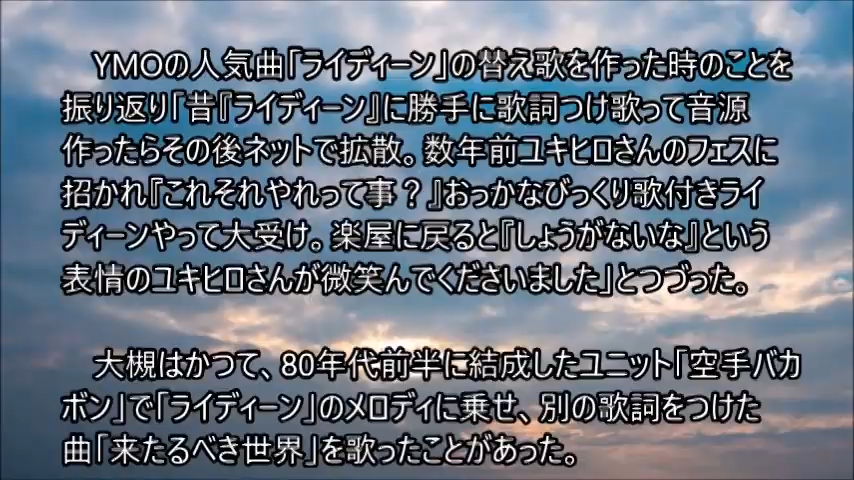 YMOの人気曲「ライディーン」の替え歌を作った時のことを
振り返り「昔『ライディーン』に勝手に歌詞つけ歌って音源
作ったらその後ネットで拡散。数年前ユキヒロさんのフェスに
招かれ『これそれやれって事？』おっかなびっくり歌付きライ
ディーンやって大受け。楽屋に戻ると『しょうがないな』という
表情のユキヒロさんが微笑んでくださいました」とつづった。
大槻はかつて、80年代前半に結成したユニット「空手バカ
ボン」で「ライディーン」のメロディに乗せ、別の歌詞をつけた
曲「来たるべき世界」を歌ったことがあった。